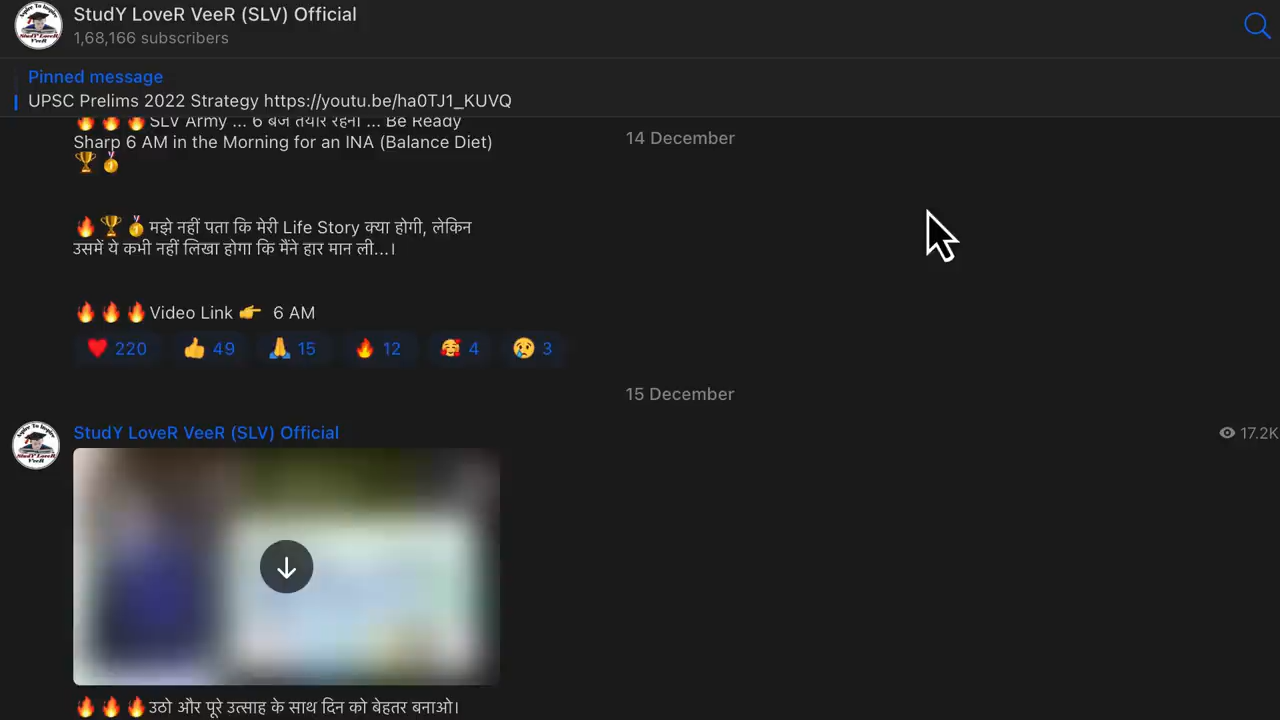 StudY LoveR VeeR (SLV) Official
1,68,166 subscribers
Pinned message
UPSC Prelims 2022 Strategy https://youtu.be/ha0TJ1_KUVQ
🔥🔥🔥SLV Army ... 6 बजे तैयार रहना ... Be Ready
Sharp 6 AM in the Morning for an INA (Balance Diet)
🏆🥇
14 December
🔥🏆🥇मझे नहीं पता कि मेरी Life Story क्या होगी, लेकिन
उसमें ये कभी नहीं लिखा होगा कि मैंने हार मान ली...।
🔥🔥🔥Video Link 👉 6 AM
❤️ 220 👍 49 🙏 15 🔥 12 🥰 4 😢 3
15 December
StudY LoveR VeeR (SLV) Official
17.2K
🔥🔥🔥उठो और पूरे उत्साह के साथ दिन को बेहतर बनाओ।